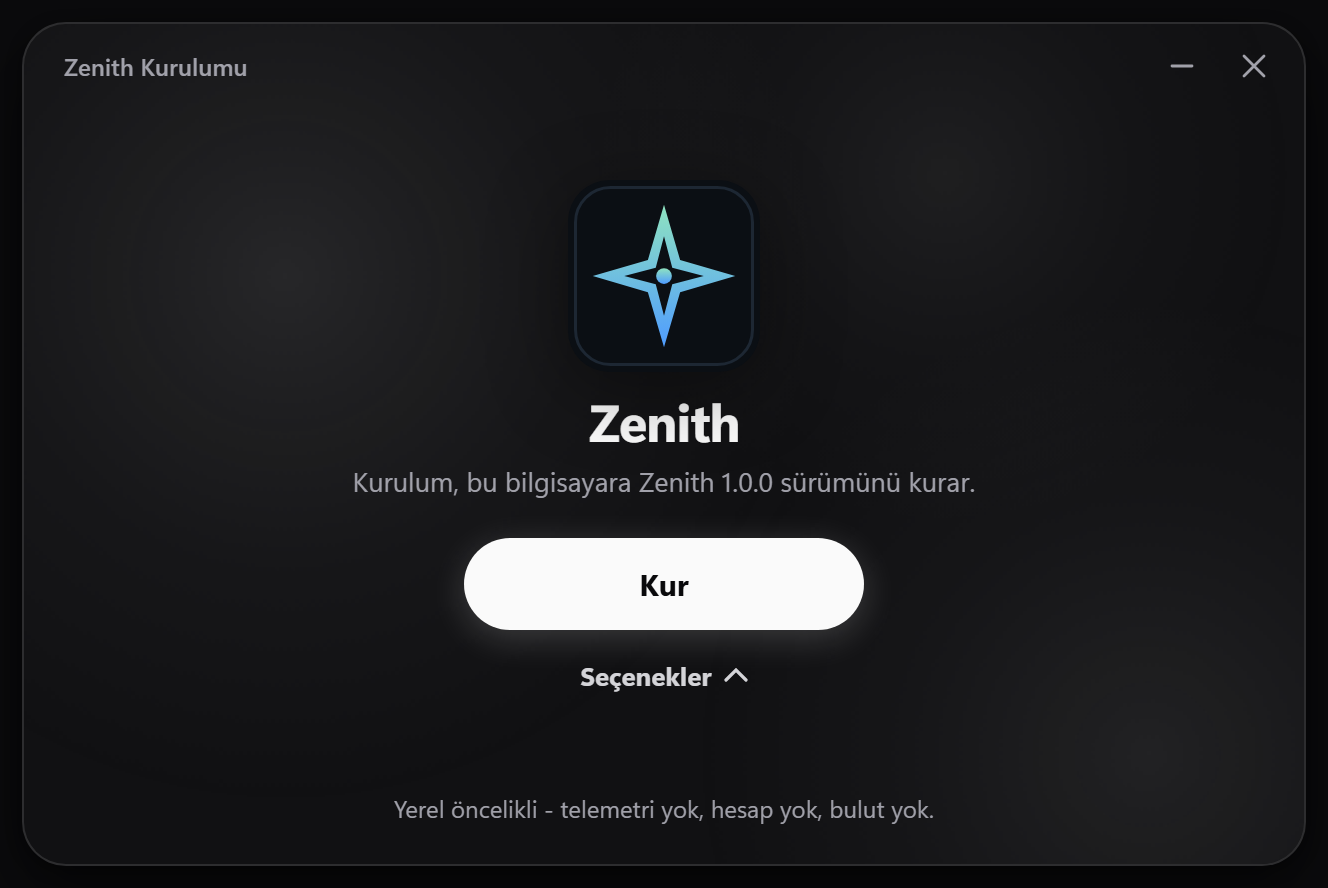 Zenith Kurulumu
Zenith
Kurulum, bu bilgisayara Zenith 1.0.0 sürümünü kurar.
Kur
Seçenekler
Yerel öncelikli - telemetri yok, hesap yok, bulut yok.